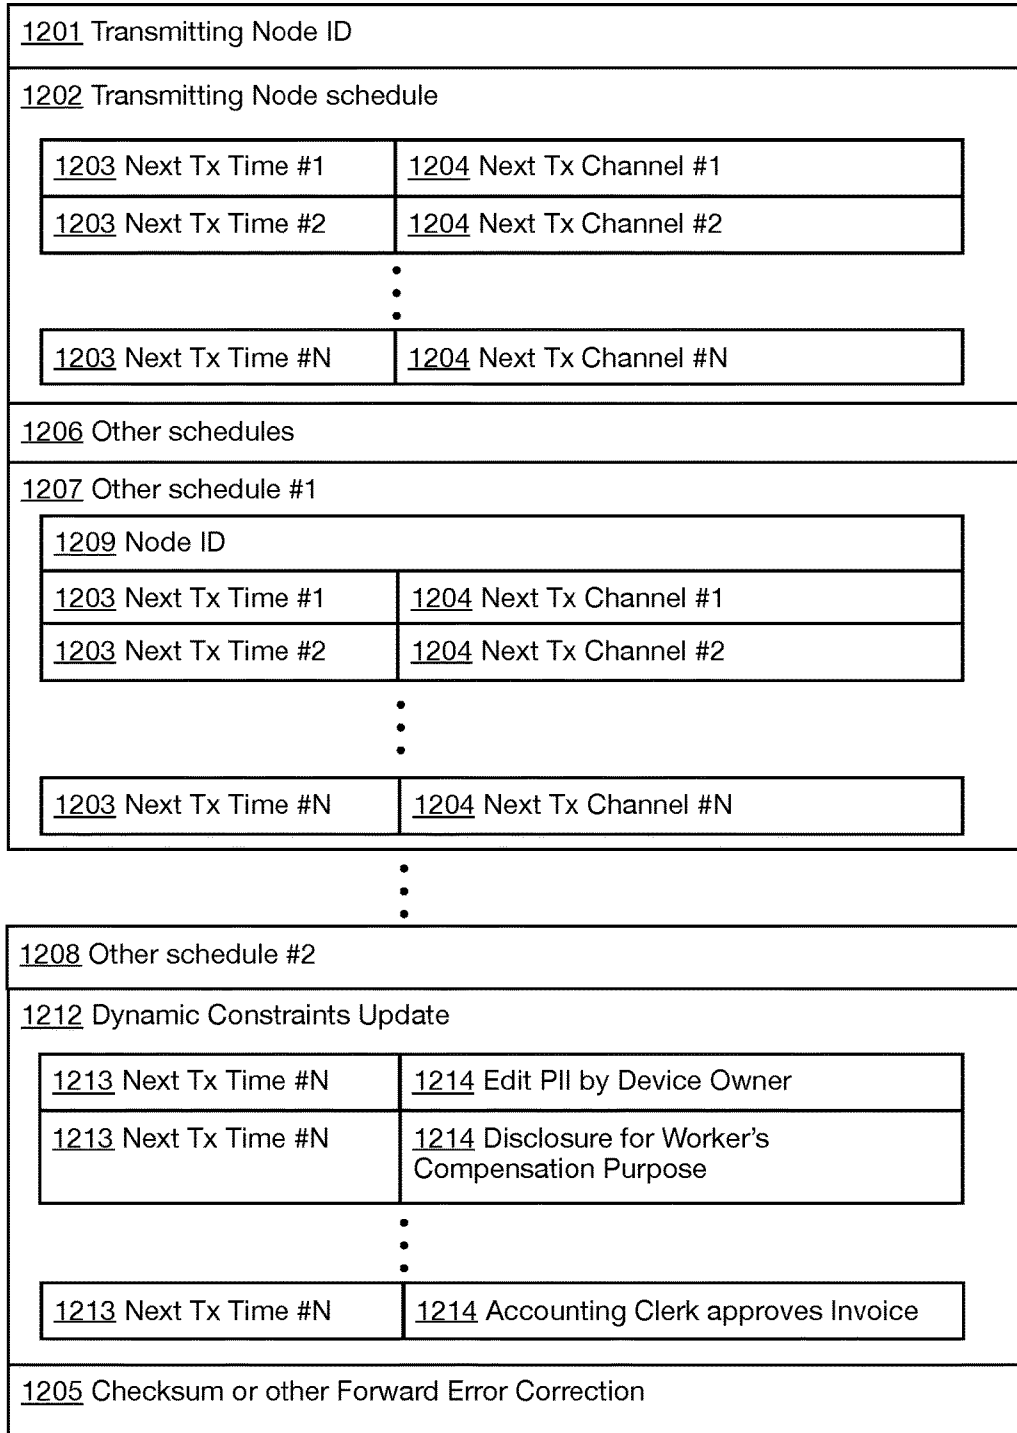 1201 Transmitting Node ID
1202 Transmitting Node schedule
1203 Next Tx Time #1 1204 Next Tx Channel #1
1203 Next Tx Time #2 1204 Next Tx Channel #2
1203 Next Tx Time #N 1204 Next Tx Channel #N
1206 Other schedules
1207 Other schedule #1
1209 Node ID
1203 Next Tx Time #1 1204 Next Tx Channel #1
1203 Next Tx Time #2 1204 Next Tx Channel #2
1203 Next Tx Time #N 1204 Next Tx Channel #N
1208 Other schedule #2
1212 Dynamic Constraints Update
1213 Next Tx Time #N 1214 Edit PII by Device Owner
1213 Next Tx Time #N 1214 Disclosure for Worker’s
Compensation Purpose
1213 Next Tx Time #N 1214 Accounting Clerk approves Invoice
1205 Checksum or other Forward Error Correction